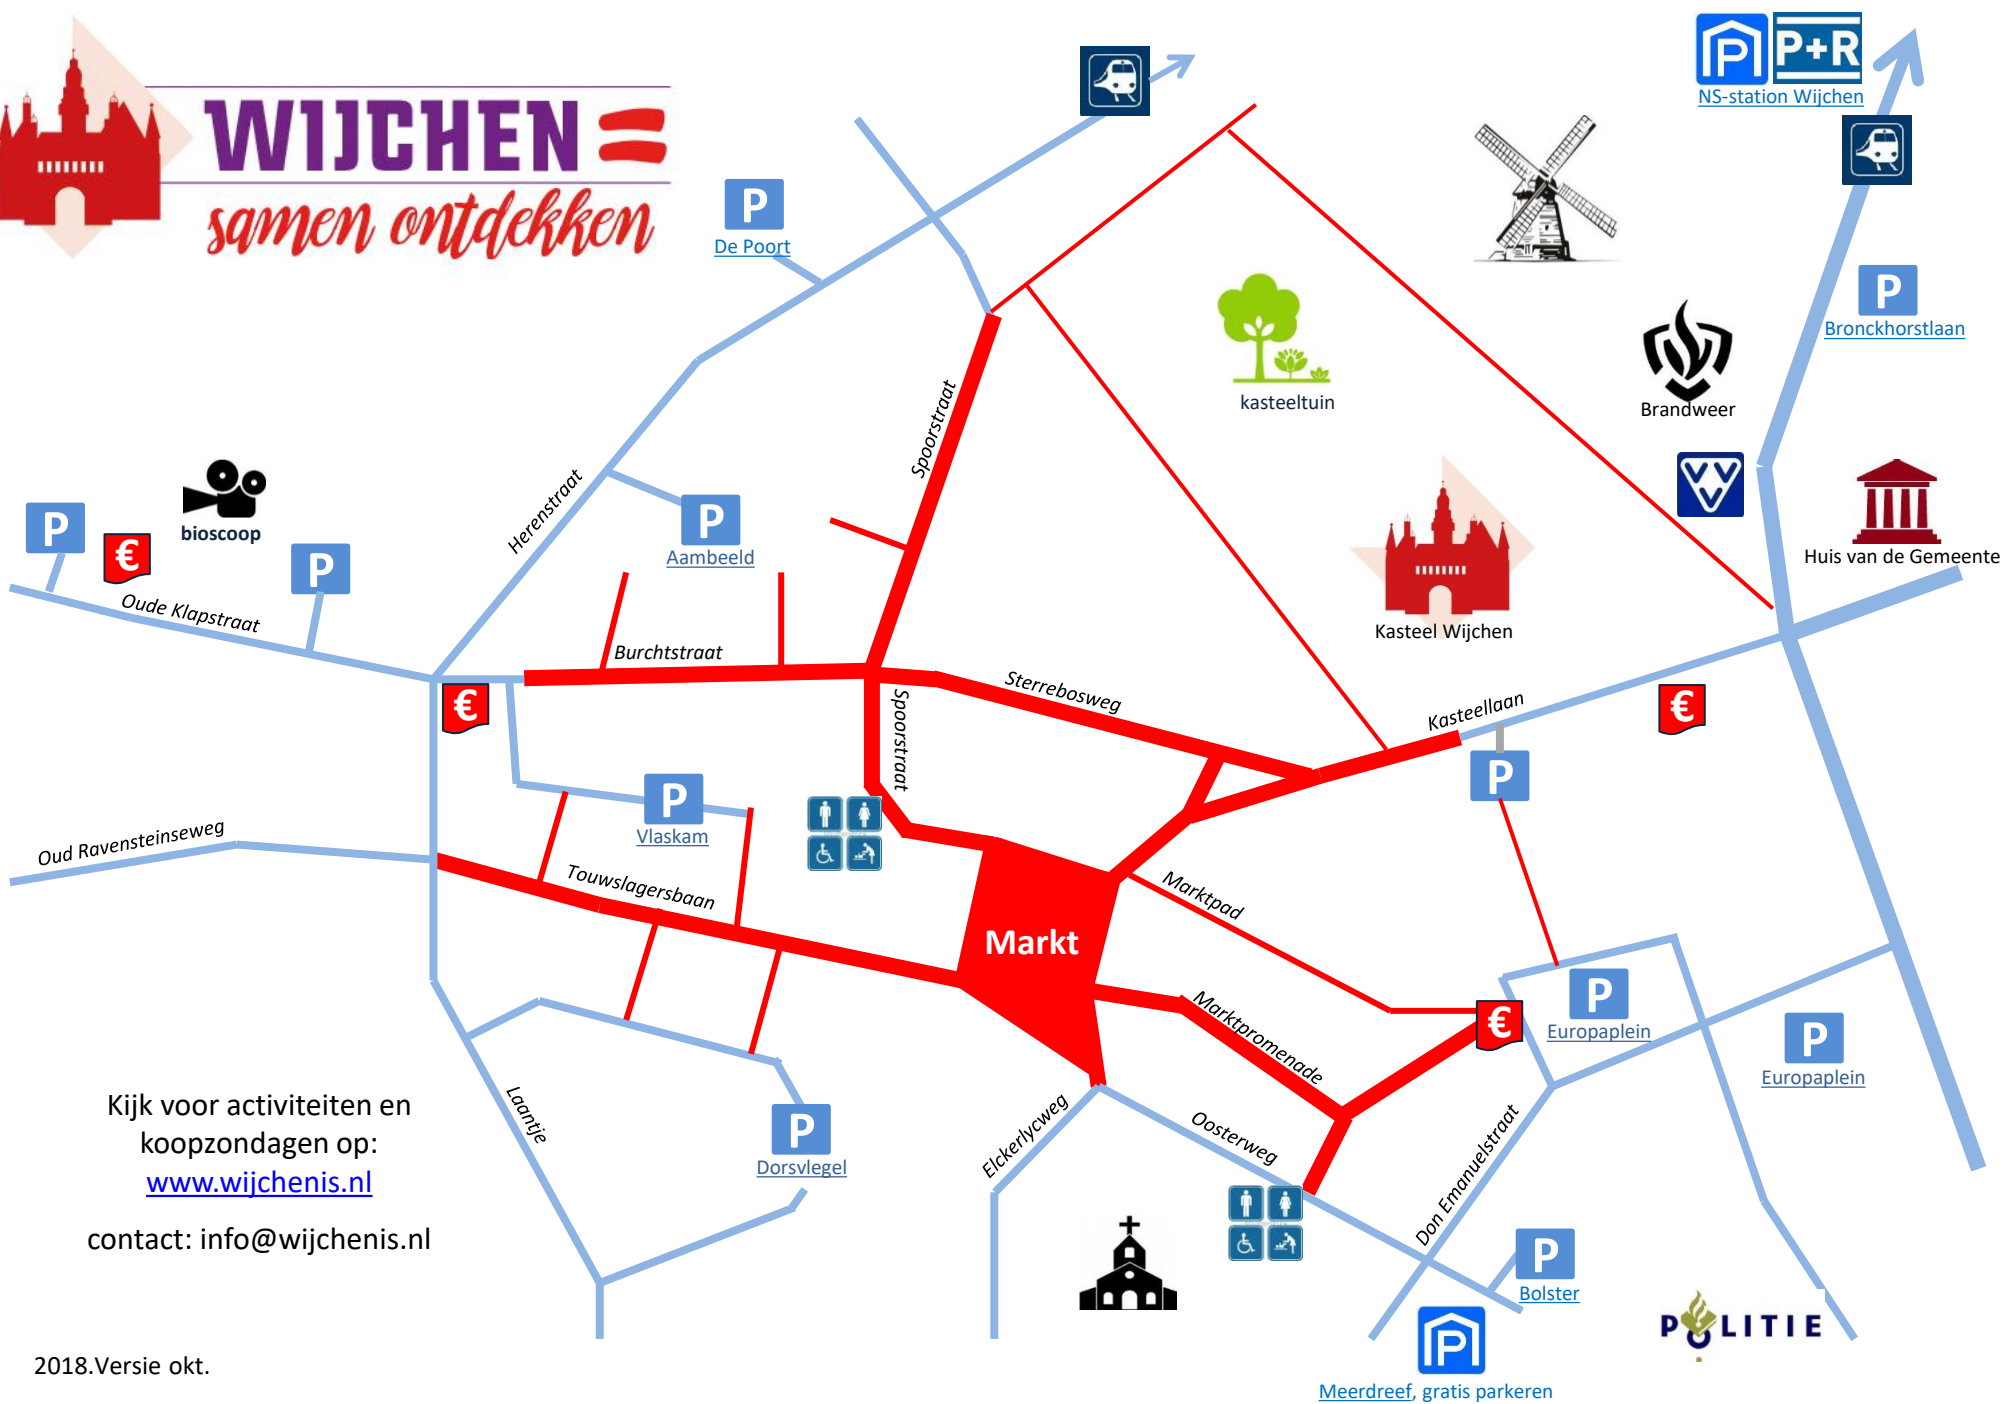 WIJCHEN =
samen ontdekken
P+R
NS-station Wijchen
P
De Poort
P
Bronckhorstlaan
kasteeltuin
Brandweer
Spoorstraat
Herenstraat
bioscoop
P
P
€
P
Aambeeld
VVV
Huis van de Gemeente
Oude Klapstraat
Burchtstraat
Kasteel Wijchen
Sterrebosweg
Spoorstraat
Kasteellaan
€
€
P
P
Vlaskam
Oud Ravensteinseweg
Touwslagersbaan
Marktpad
Markt
Marktpromenade
€
P
Europaplein
P
Europaplein
Laantje
P
Dorsvlegel
Elckerlycweg
Oosterweg
Don Emanuelstraat
Kijk voor activiteiten en
koopzondagen op:
www.wijchenis.nl
contact: info@wijchenis.nl
P
Bolster
POLITIE
P
Meerdreef, gratis parkeren
2018.Versie okt.